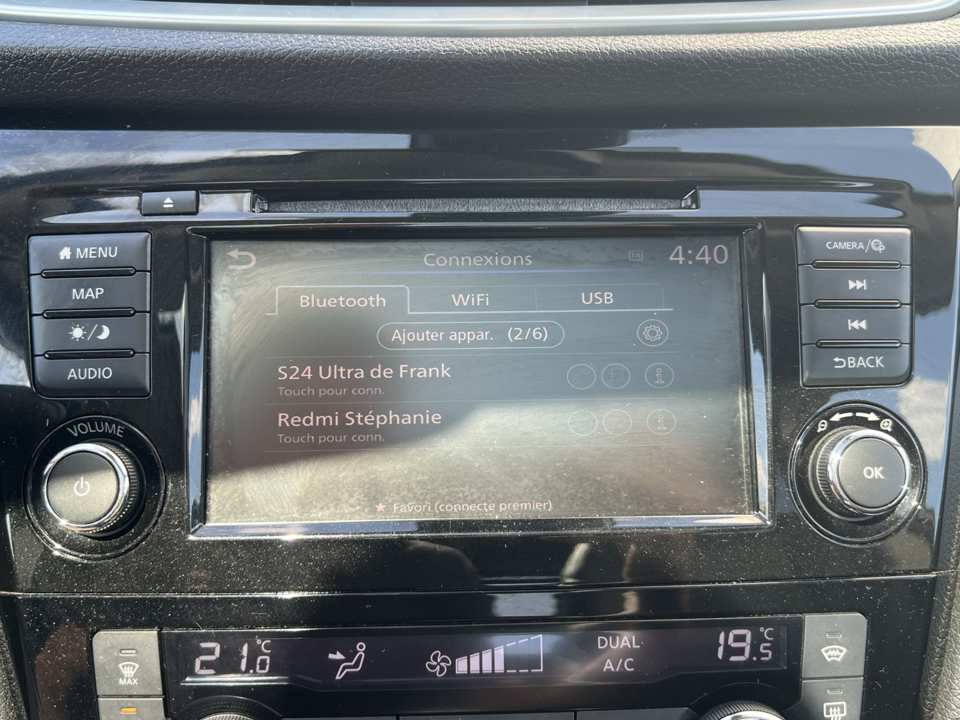 MENU
MAP
AUDIO
VOLUME
Connexions
TA
4:40
Bluetooth
WiFi
USB
Ajouter appar. (2/6)
S24 Ultra de Frank
Touch pour conn.
Redmi Stéphanie
Touch pour conn.
Favori (connecte premier)
CAMERA/
BACK
OK
MAX
21.0 °C
DUAL
A/C
19.5 °C